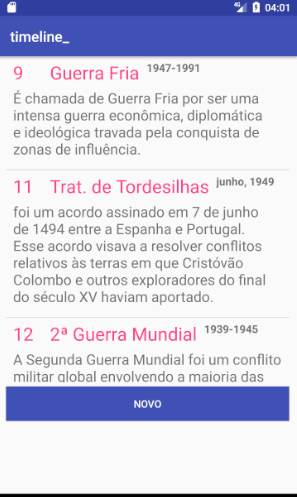 04:01
timeline_
9 Guerra Fria 1947-1991
É chamada de Guerra Fria por ser uma
intensa guerra econômica, diplomática
e ideológica travada pela conquista de
zonas de influência.
11 Trat. de Tordesilhas junho, 1949
foi um acordo assinado em 7 de junho
de 1494 entre a Espanha e Portugal.
Esse acordo visava a resolver conflitos
relativos às terras em que Cristóvão
Colombo e outros exploradores do final
do século XV haviam aportado.
12 2ª Guerra Mundial 1939-1945
A Segunda Guerra Mundial foi um conflito
militar global envolvendo a maioria das
NOVO